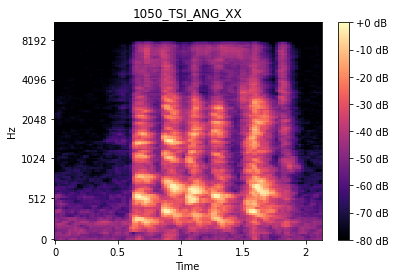 1050_TSI_ANG_XX
8192
4096
2048
1024
512
0
Hz
0
0.5
1
1.5
2
Time
+0 dB
-10 dB
-20 dB
-30 dB
-40 dB
-50 dB
-60 dB
-70 dB
-80 dB